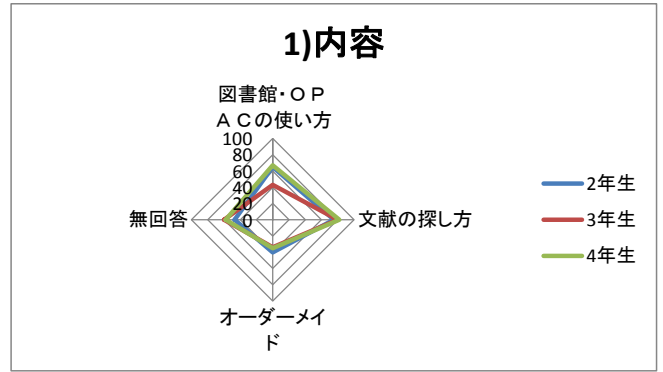 1)内容
図書館・ＯＰ
ＡＣの使い方
100
80
60
40
20
0
無回答
文献の探し方
オーダーメイ
ド
2年生
3年生
4年生